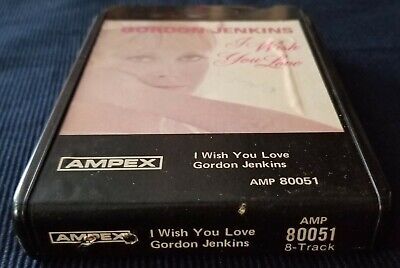 GORDON JENKINS
I Wish
You Love
AMPEX
I Wish You Love
Gordon Jenkins
AMP 80051
AMPEX
I Wish You Love
Gordon Jenkins
AMP
80051
8-Track